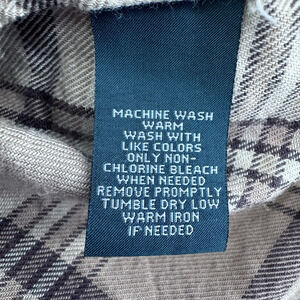 MACHINE WASH
WARM
WASH WITH
LIKE COLORS
ONLY NON-
CHLORINE BLEACH
WHEN NEEDED
REMOVE PROMPTLY
TUMBLE DRY LOW
WARM IRON
IF NEEDED